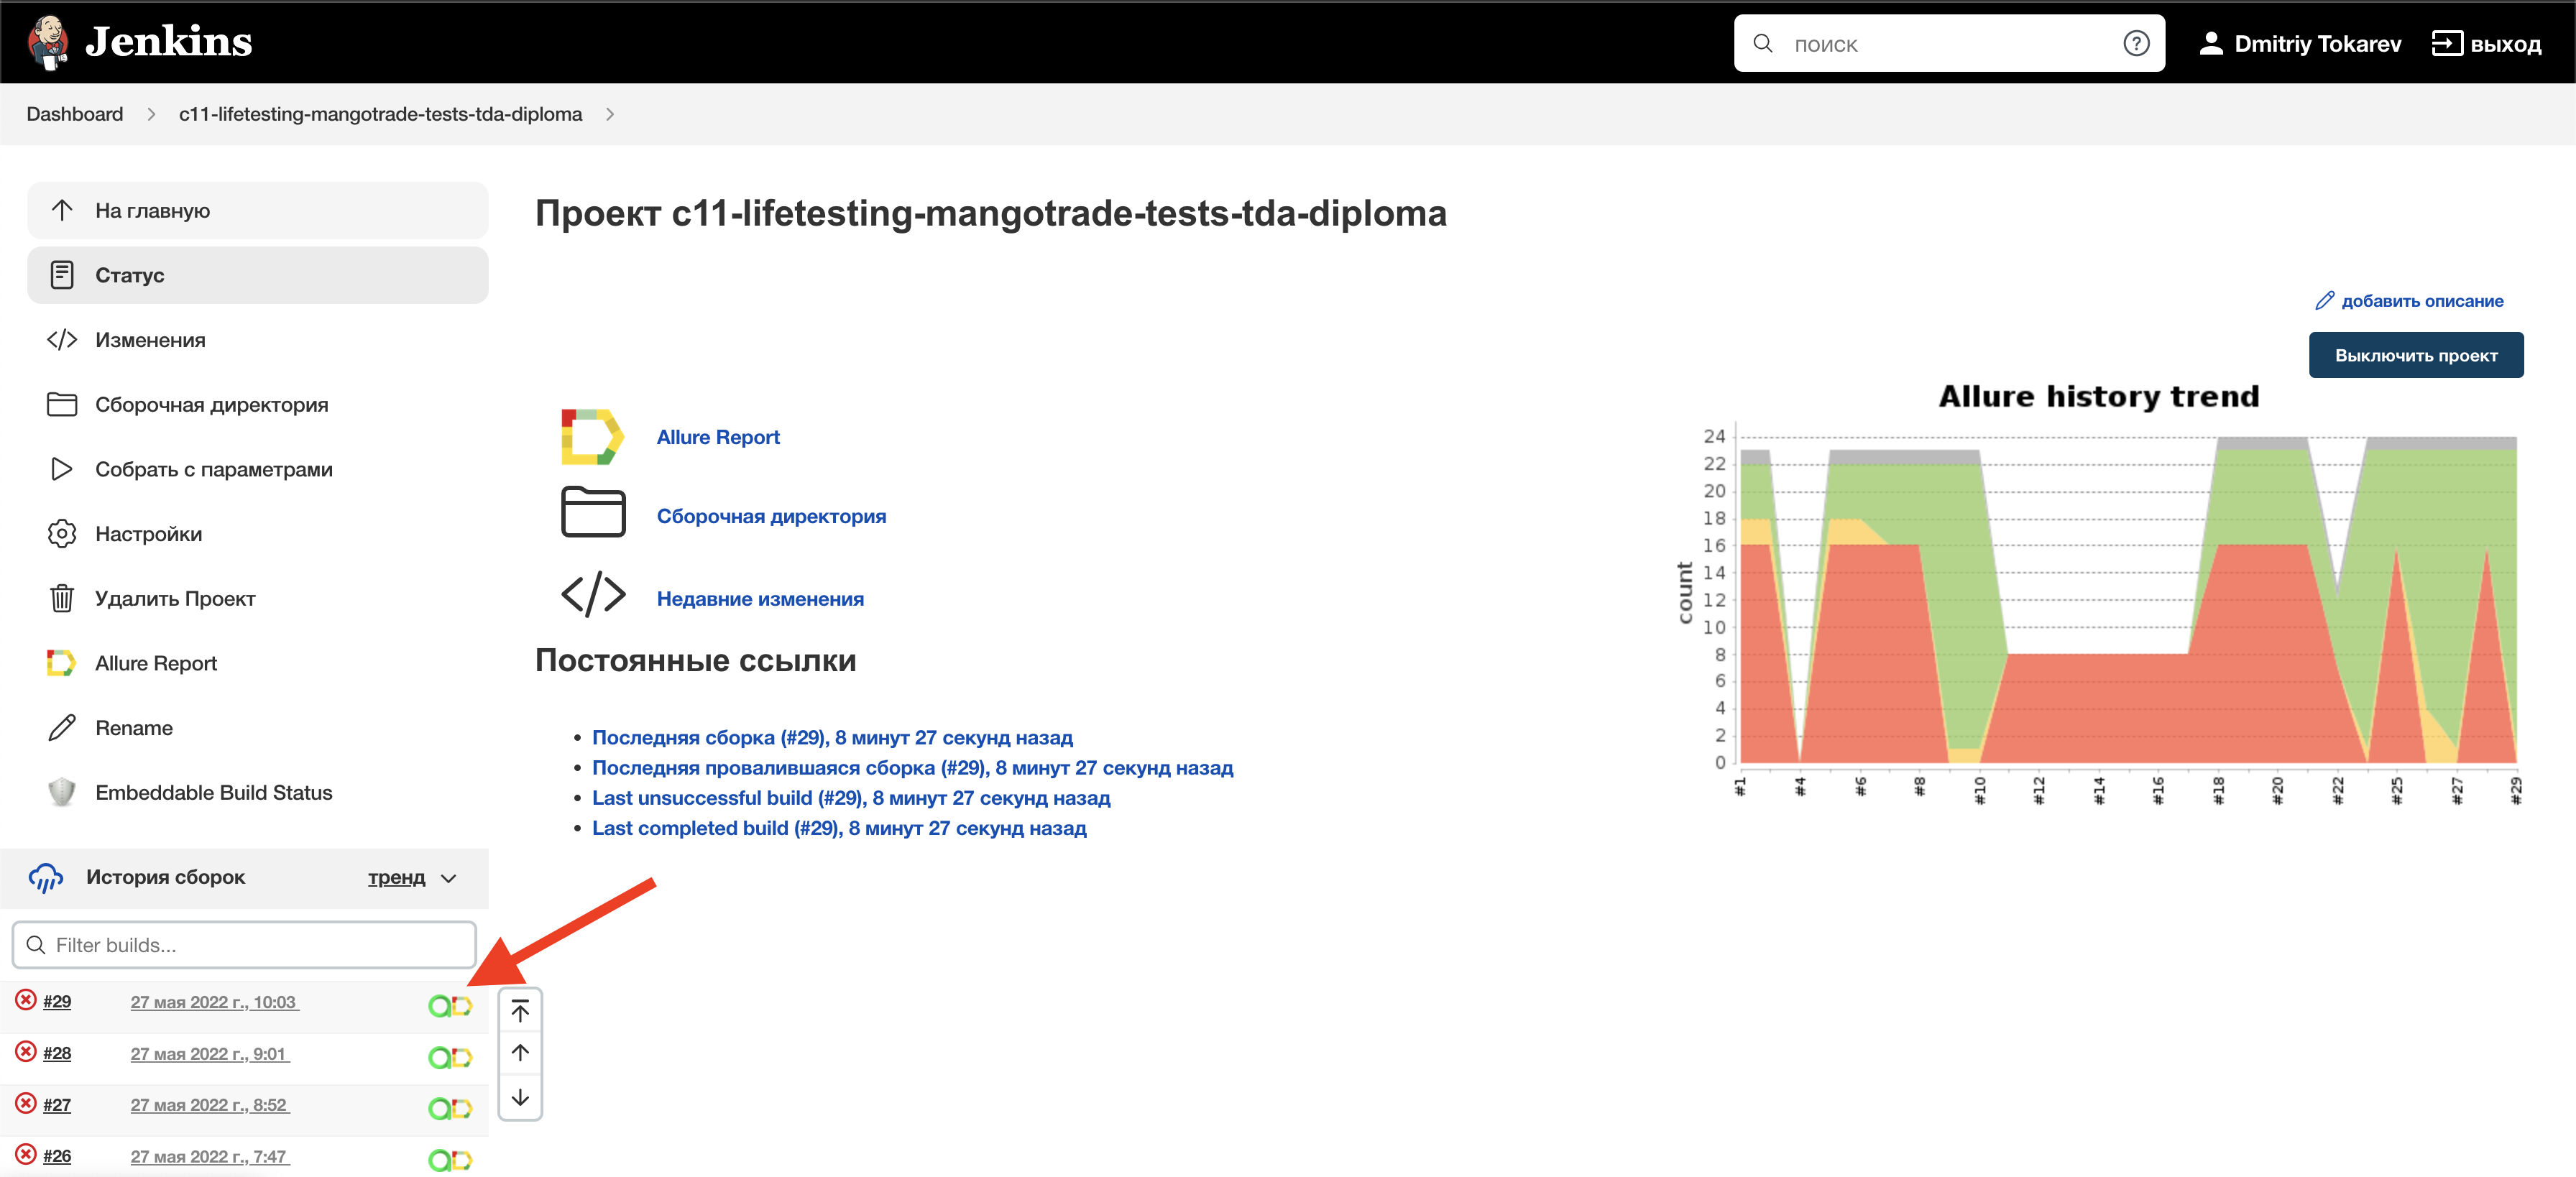 Jenkins
поиск
Dmitriy Tokarev
выход
Dashboard
c11-lifetesting-mangotrade-tests-tda-diploma
На главную
Статус
Изменения
Сборочная директория
Собрать с параметрами
Настройки
Удалить Проект
Allure Report
Rename
Embeddable Build Status
История сборок
тренд
Filter builds...
#29
27 мая 2022 г., 10:03
#28
27 мая 2022 г., 9:01
#27
27 мая 2022 г., 8:52
#26
27 мая 2022 г., 7:47
Проект c11-lifetesting-mangotrade-tests-tda-diploma
добавить описание
Выключить проект
Allure Report
Сборочная директория
Недавние изменения
Постоянные ссылки
• Последняя сборка (#29), 8 минут 27 секунд назад
• Последняя провалившаяся сборка (#29), 8 минут 27 секунд назад
• Last unsuccessful build (#29), 8 минут 27 секунд назад
• Last completed build (#29), 8 минут 27 секунд назад
Allure history trend
count
24
22
20
18
16
14
12
10
8
6
4
2
0
#1
#4
#6
#8
#10
#12
#14
#16
#18
#20
#22
#25
#27
#29